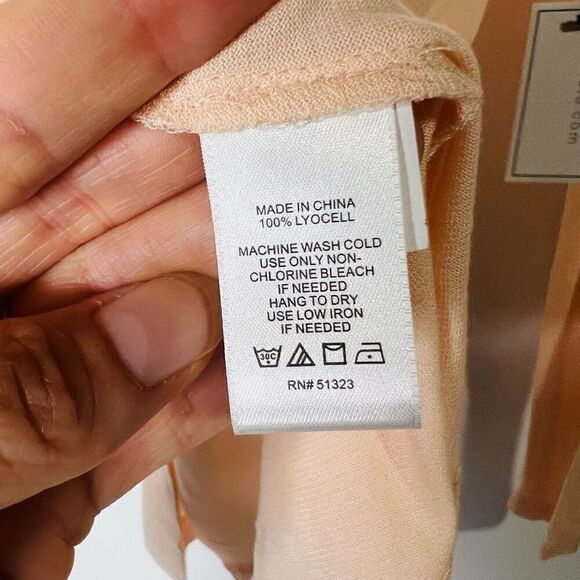 MADE IN CHINA
100% LYOCELL
MACHINE WASH COLD
USE ONLY NON-
CHLORINE BLEACH
IF NEEDED
HANG TO DRY
USE LOW IRON
IF NEEDED
30C
RN# 51323